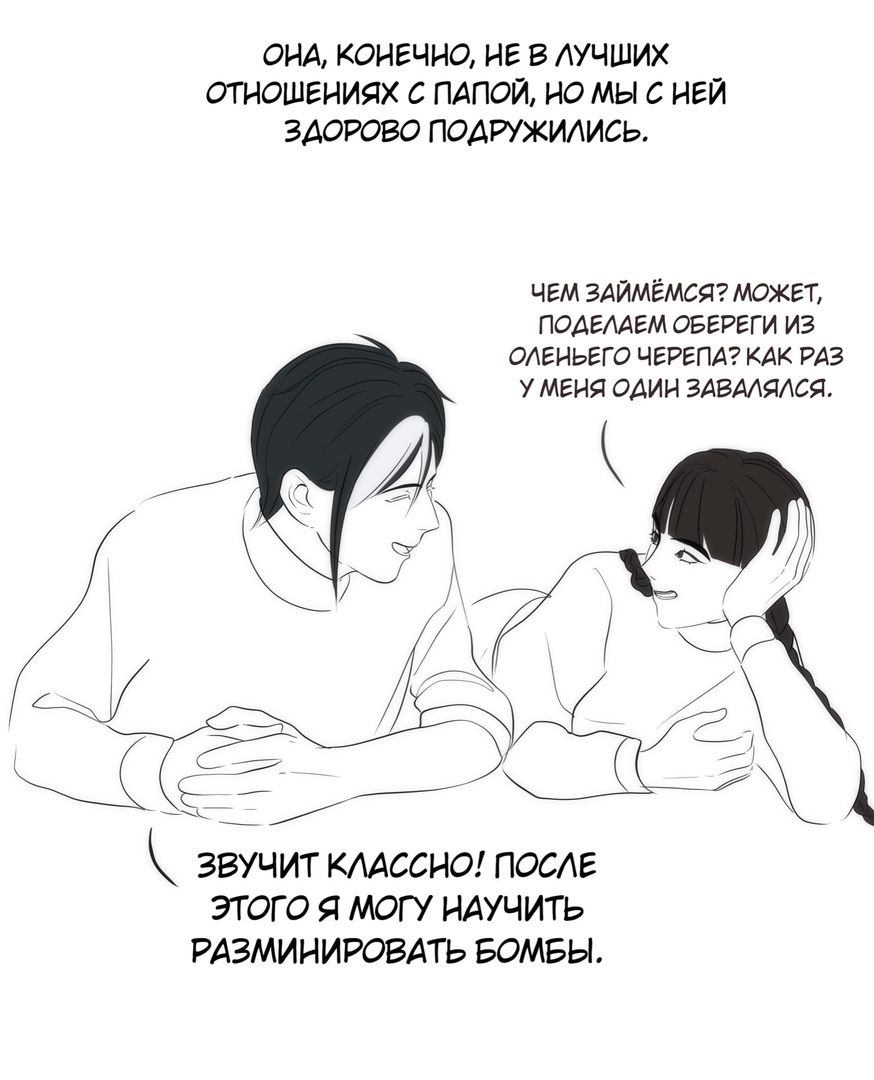 ОНА, КОНЕЧНО, НЕ В ЛУЧШИХ
ОТНОШЕНИЯХ С ПАПОЙ, НО МЫ С НЕЙ
ЗДОРОВО ПОДРУЖИЛИСЬ.
ЧЕМ ЗАЙМЁМСЯ? МОЖЕТ,
ПОДЕЛАЕМ ОБЕРЕГИ ИЗ
ОЛЕНЬЕГО ЧЕРЕПА? КАК РАЗ
У МЕНЯ ОДИН ЗАВАЛЯЛСЯ.
ЗВУЧИТ КЛАССНО! ПОСЛЕ
ЭТОГО Я МОГУ НАУЧИТЬ
РАЗМИНИРОВАТЬ БОМБЫ.